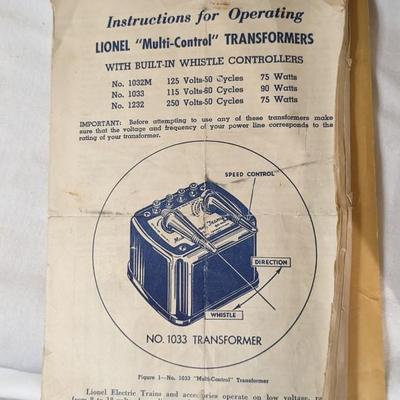 Instructions for Operating
LIONEL "Multi-Control" TRANSFORMERS
WITH BUILT-IN WHISTLE CONTROLLERS
No. 1032M 125 Volts-50 Cycles 75 Watts
No. 1033 115 Volts-60 Cycles 90 Watts
No. 1232 250 Volts-50 Cycles 75 Watts
IMPORTANT: Before attempting to use any of these transformers make
sure that the voltage and frequency of your power line corresponds to the
rating of your transformer.
SPEED CONTROL
DIRECTION
WHISTLE
NO. 1033 TRANSFORMER
Figure 1—No. 1033 "Multi-Control" Transformer
Lionel Electric Trains and accessories operate on low voltage,